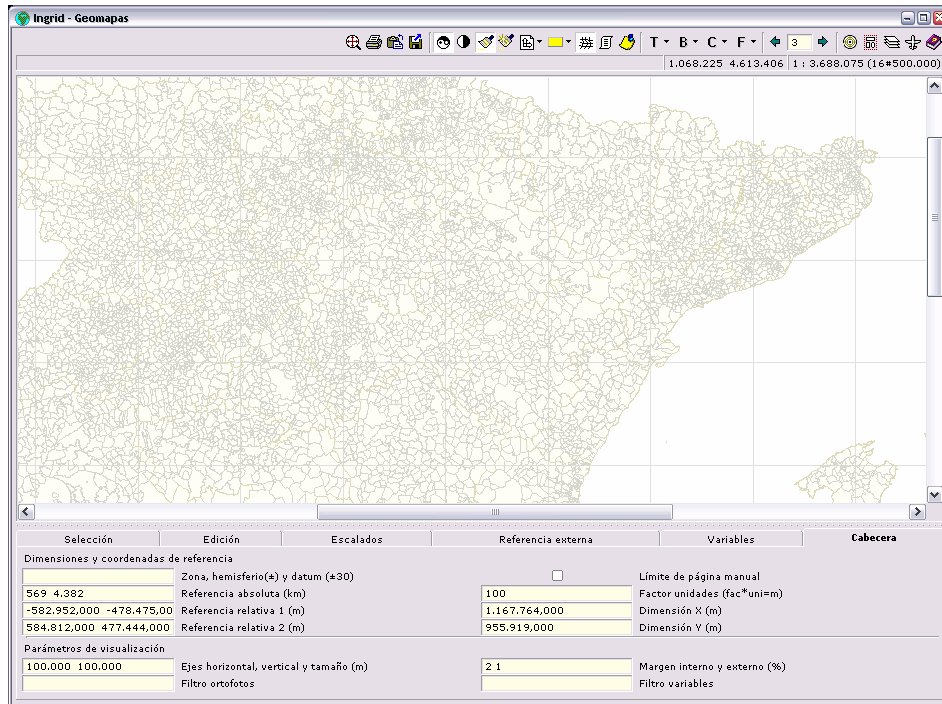 Ingrid - Geomapas
T B C F 3
1.068.225 4.613.406 1 : 3.688.075 (16#500.000)
Selección Edición Escalados Referencia externa Variables Cabecera
Dimensiones y coordenadas de referencia
Zona, hemisferio(±) y datum (±30) Límite de página manual
569 4.382 Referencia absoluta (km) 100 Factor unidades (fac*uni=m)
-582.952,000 -478.475,00 Referencia relativa 1 (m) 1.167.764,000 Dimensión X (m)
584.812,000 477.444,000 Referencia relativa 2 (m) 955.919,000 Dimensión Y (m)
Parámetros de visualización
100.000 100.000 Ejes horizontal, vertical y tamaño (m) 2 1 Margen interno y externo (%)
Filtro ortofotos Filtro variables